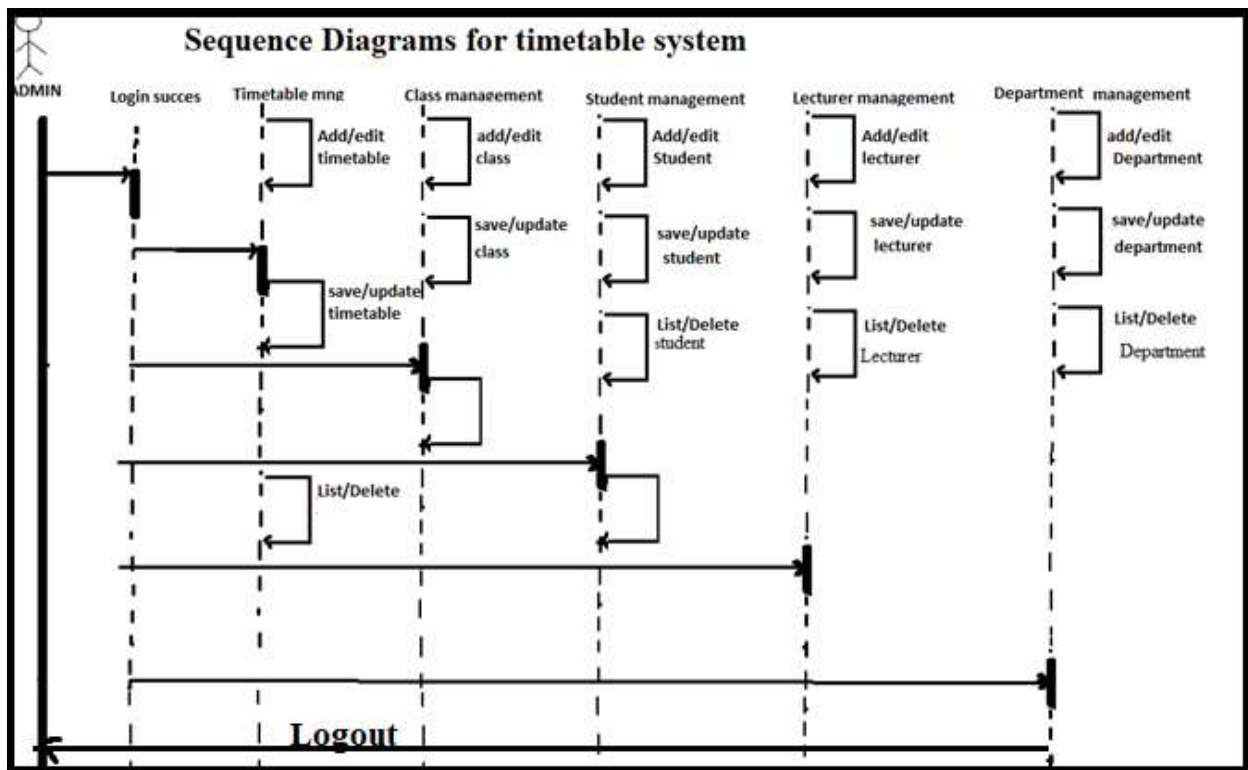 Sequence Diagrams for timetable system
ADMIN
Login succes
Timetable mng
Class management
Student management
Lecturer management
Department management
Add/edit
timetable
add/edit
class
Add/edit
Student
Add/edit
lecturer
add/edit
Department
save/update
class
save/update
student
save/update
lecturer
save/update
department
save/update
timetable
List/Delete
student
List/Delete
Lecturer
List/Delete
Department
List/Delete
Logout